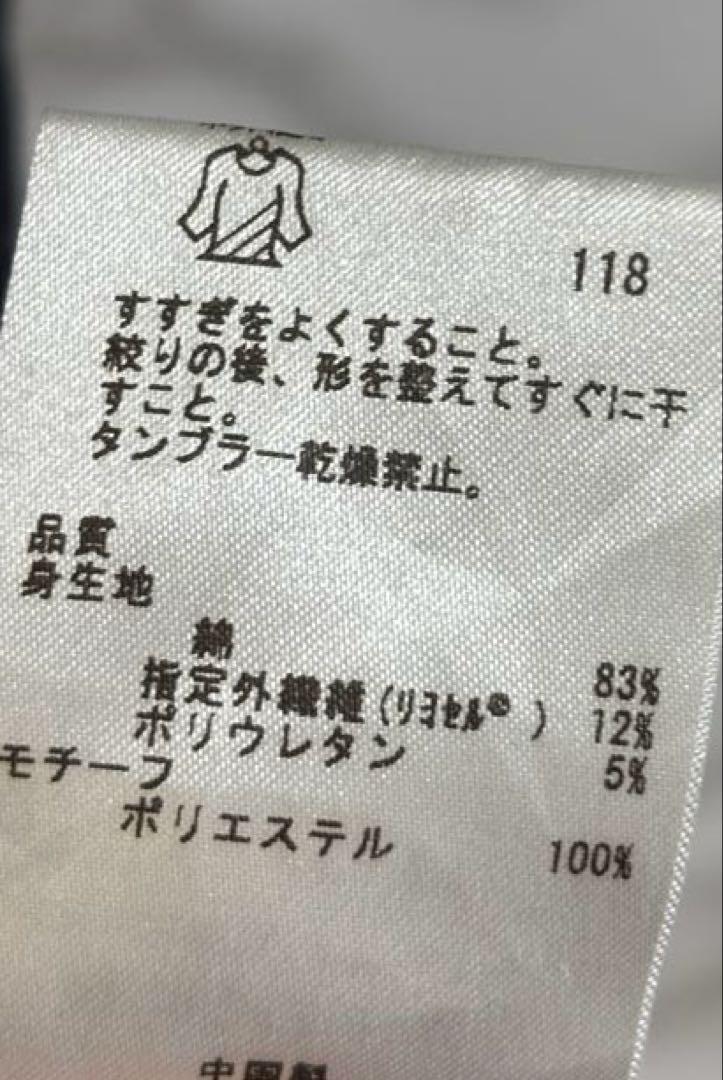 118
すすぎをよくすること。
絞りの後、形を整えてすぐに干
すこと。
タンブラー乾燥禁止。
品質
身生地
綿 83%
指定外繊維(リヨセル®) 12%
ポリウレタン 5%
モチーフ
ポリエステル 100%